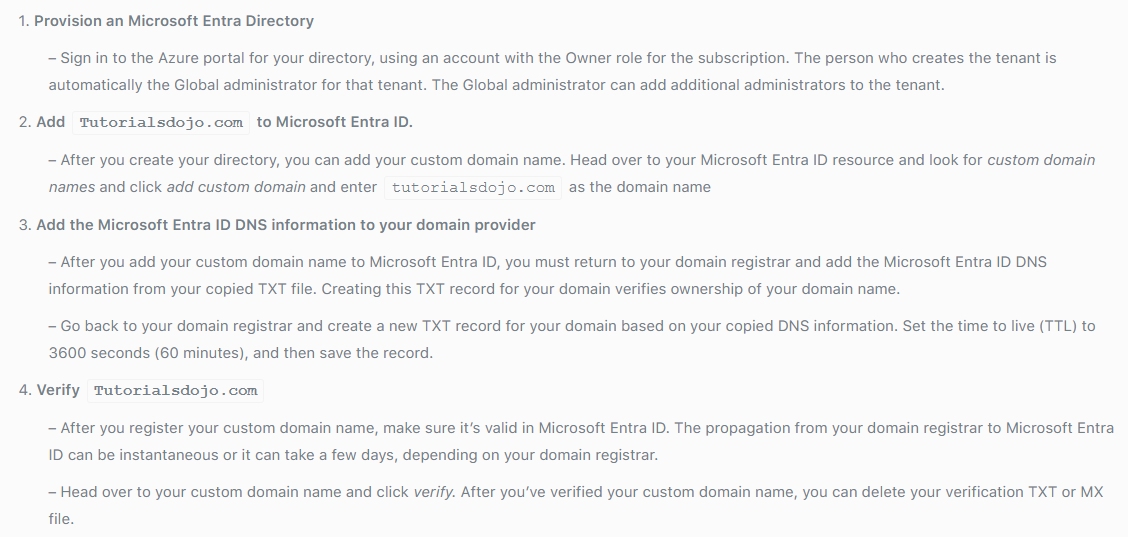 1. Provision an Microsoft Entra Directory
– Sign in to the Azure portal for your directory, using an account with the Owner role for the subscription. The person who creates the tenant is
automatically the Global administrator for that tenant. The Global administrator can add additional administrators to the tenant.
2. Add Tutorialsdojo.com to Microsoft Entra ID.
– After you create your directory, you can add your custom domain name. Head over to your Microsoft Entra ID resource and look for custom domain
names and click add custom domain and enter tutorialsdojo.com as the domain name
3. Add the Microsoft Entra ID DNS information to your domain provider
– After you add your custom domain name to Microsoft Entra ID, you must return to your domain registrar and add the Microsoft Entra ID DNS
information from your copied TXT file. Creating this TXT record for your domain verifies ownership of your domain name.
– Go back to your domain registrar and create a new TXT record for your domain based on your copied DNS information. Set the time to live (TTL) to
3600 seconds (60 minutes), and then save the record.
4. Verify Tutorialsdojo.com
– After you register your custom domain name, make sure it’s valid in Microsoft Entra ID. The propagation from your domain registrar to Microsoft Entra
ID can be instantaneous or it can take a few days, depending on your domain registrar.
– Head over to your custom domain name and click verify. After you’ve verified your custom domain name, you can delete your verification TXT or MX
file.